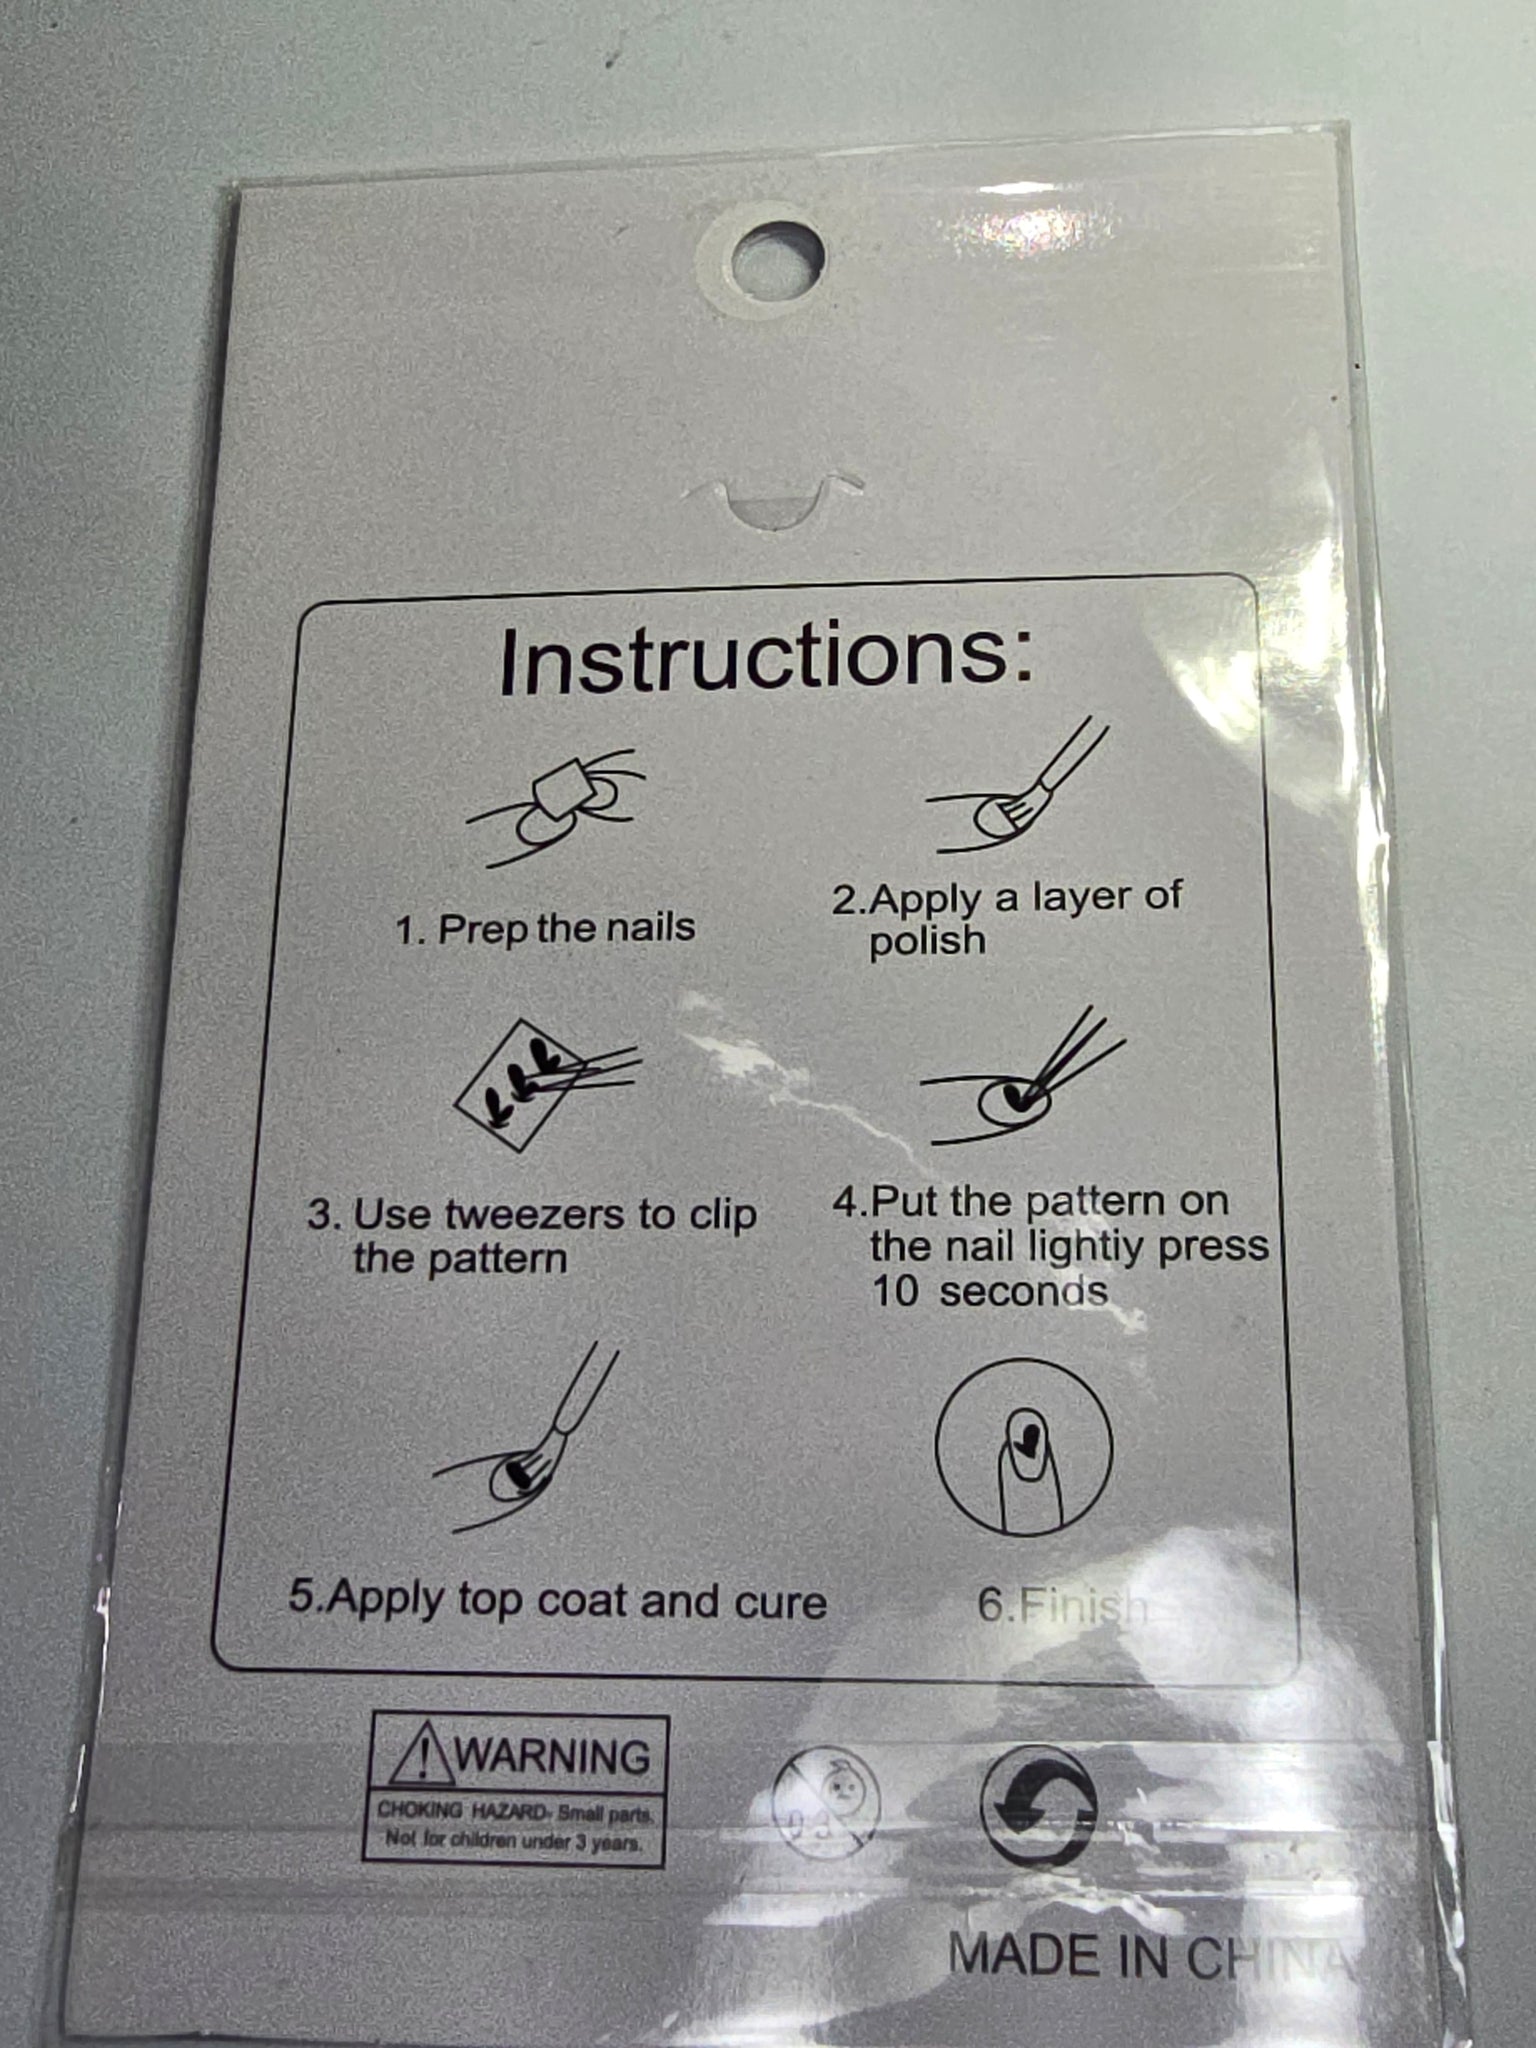 Instructions:
1. Prep the nails
2.Apply a layer of
polish
3. Use tweezers to clip
the pattern
4.Put the pattern on
the nail lightiy press
10 seconds
5.Apply top coat and cure
6.Finish
WARNING
CHOKING HAZARD- Small parts.
Not for children under 3 years.
0-3
MADE IN CHINA